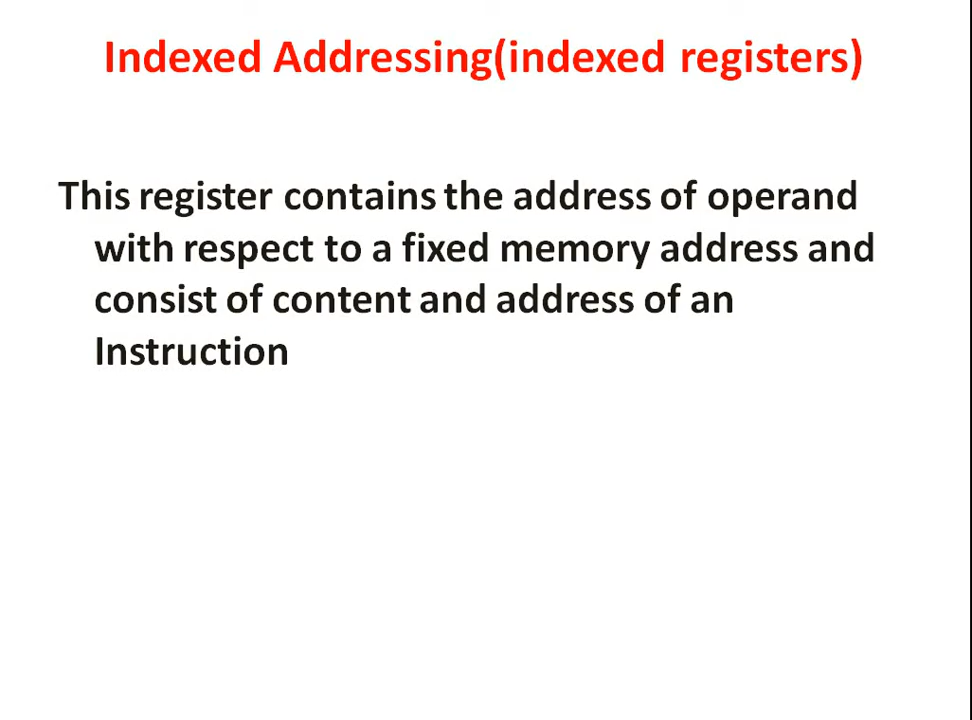 Indexed Addressing(indexed registers)
This register contains the address of operand
with respect to a fixed memory address and
consist of content and address of an
Instruction